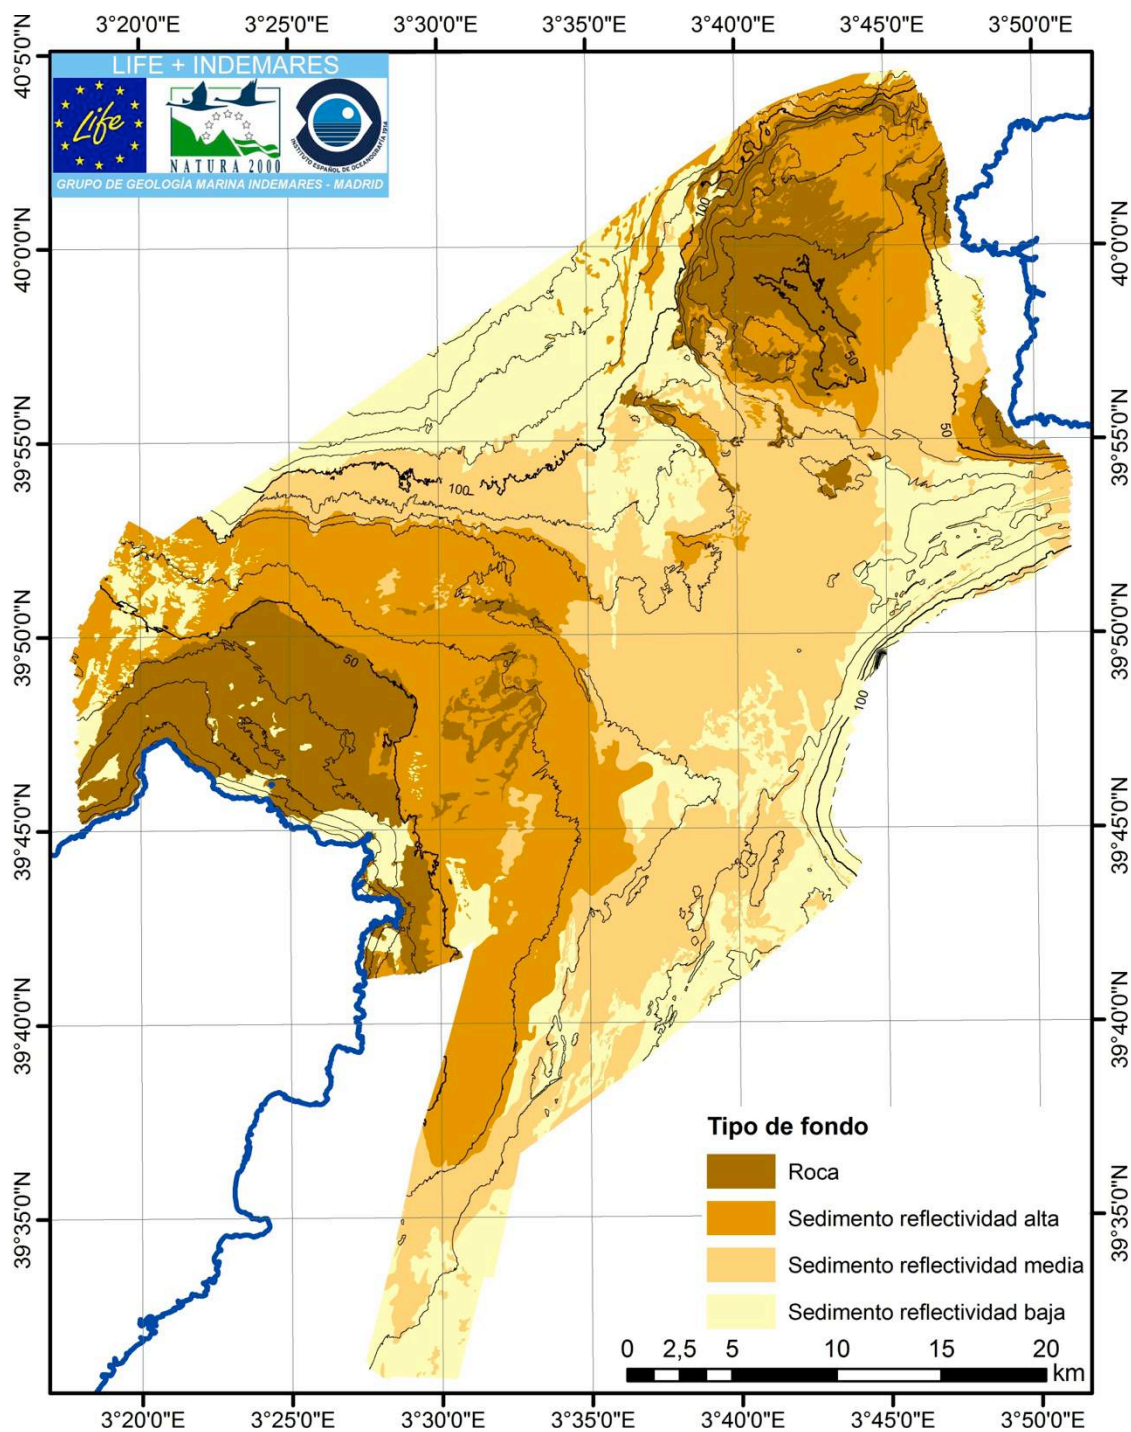 3°20'0"E 3°25'0"E 3°30'0"E 3°35'0"E 3°40'0"E 3°45'0"E 3°50'0"E
40°5'0"N
40°0'0"N
39°55'0"N
39°50'0"N
39°45'0"N
39°40'0"N
39°35'0"N
LIFE + INDEMARES
Life
NATURA 2000
INSTITUTO ESPAÑOL DE OCEANOGRAFÍA 1914
GRUPO DE GEOLOGÍA MARINA INDEMARES - MADRID
100
50
50
100
50
100
40°0'0"N
39°55'0"N
39°50'0"N
39°45'0"N
39°40'0"N
39°35'0"N
Tipo de fondo
Roca
Sedimento reflectividad alta
Sedimento reflectividad media
Sedimento reflectividad baja
0 2,5 5 10 15 20
km
3°20'0"E 3°25'0"E 3°30'0"E 3°35'0"E 3°40'0"E 3°45'0"E 3°50'0"E